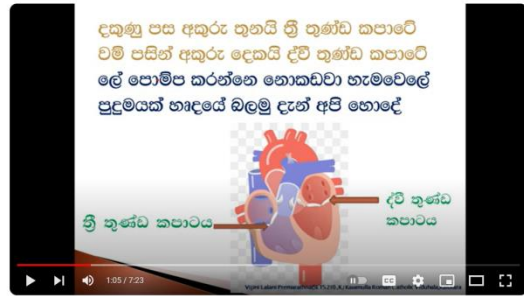 දකුණු පස අකුරු තුනයි ත්‍රී තුණ්ඩ කපාටේ
වම් පසින් අකුරු දෙකයි ද්වි තුණ්ඩ කපාටේ
ලේ පොම්ප කරන්නෙ නොකඩවා හැමවෙලේ
පුදුමයක් හෘදයේ බලමු දැන් අපි හොඳේ
ද්වි තුණ්ඩ
කපාටය
ත්‍රී තුණ්ඩ කපාටය
1:05 / 7:23